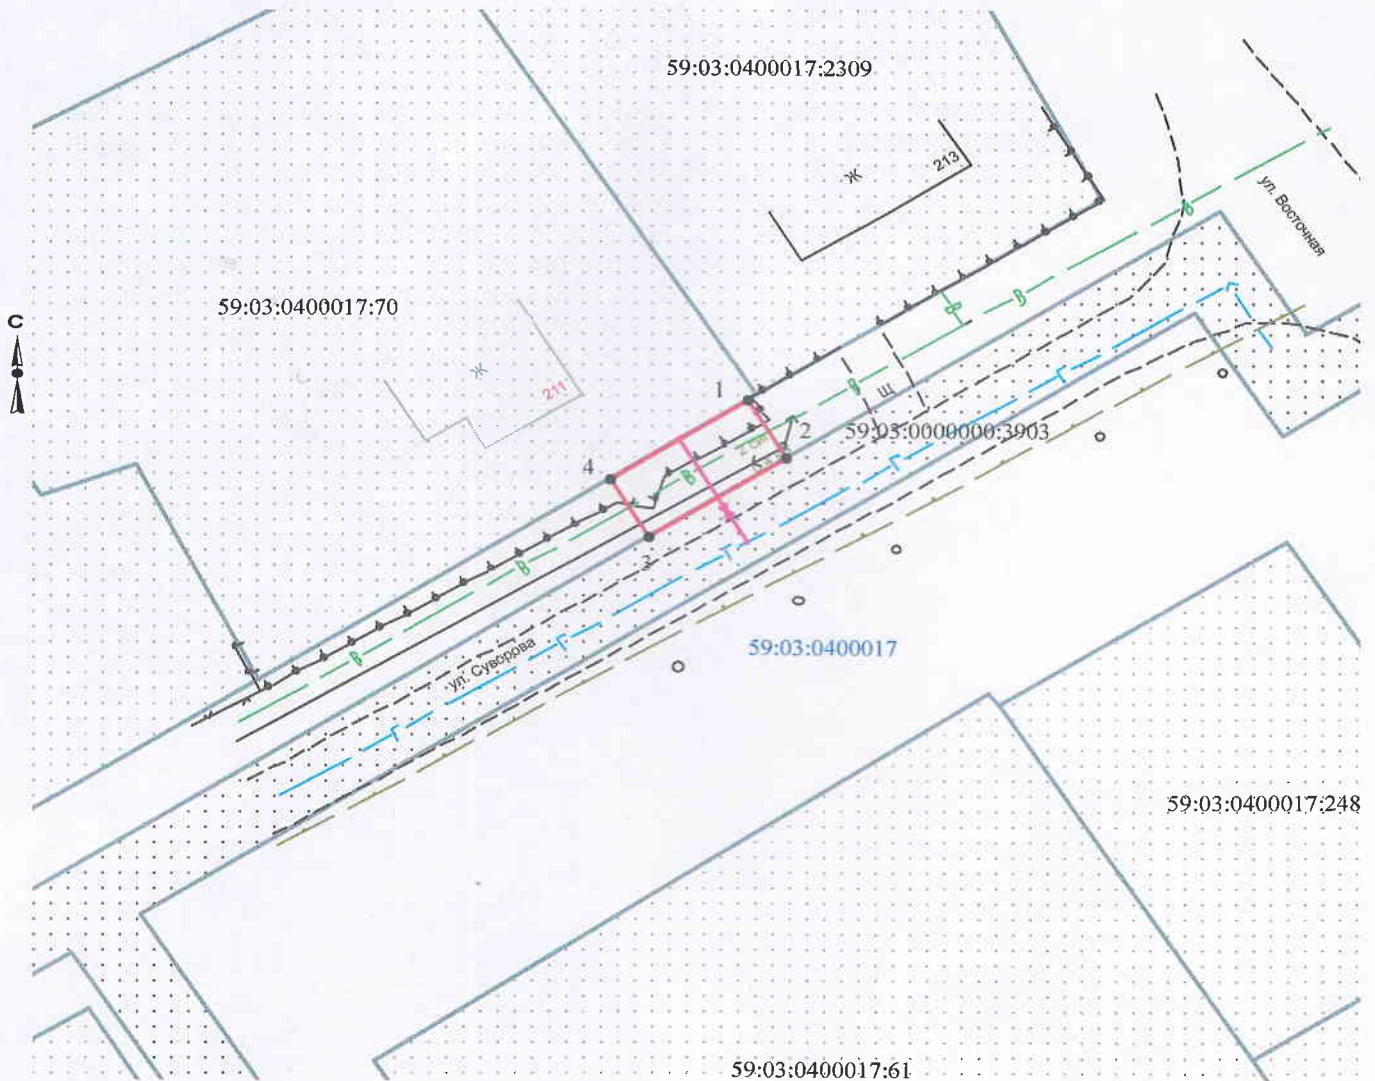 59:03:0400017:2309
213
Ж
ул. Восточная
59:03:0400017:70
С
Ж
211
1
В
В
В
Щ
Г
2
59:03:0000000:3903
4
В
Г
В
3
Г
59:03:0400017
В
ул. Суворова
Г
Г
59:03:0400017:248
59:03:0400017:61